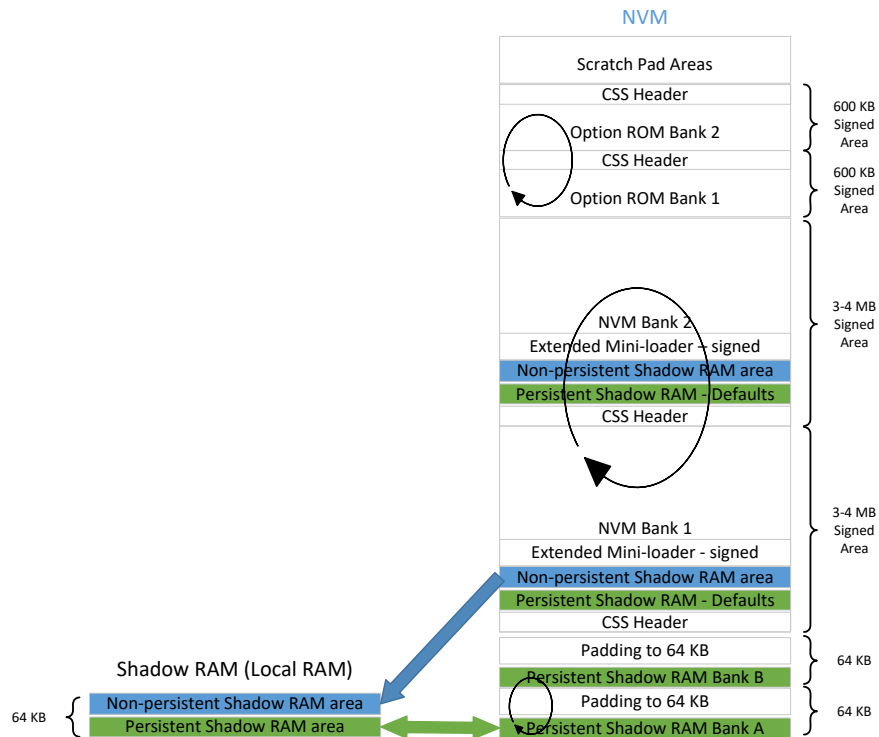 NVM
Scratch Pad Areas
CSS Header
Option ROM Bank 2
600 KB
Signed
Area
CSS Header
Option ROM Bank 1
600 KB
Signed
Area
NVM Bank 2
3-4 MB
Signed
Area
Extended Mini-loader – signed
Non-persistent Shadow RAM area
Persistent Shadow RAM - Defaults
CSS Header
NVM Bank 1
3-4 MB
Signed
Area
Extended Mini-loader - signed
Non-persistent Shadow RAM area
Persistent Shadow RAM - Defaults
CSS Header
Padding to 64 KB
Persistent Shadow RAM Bank B
64 KB
Padding to 64 KB
Persistent Shadow RAM Bank A
64 KB
Shadow RAM (Local RAM)
Non-persistent Shadow RAM area
Persistent Shadow RAM area
64 KB